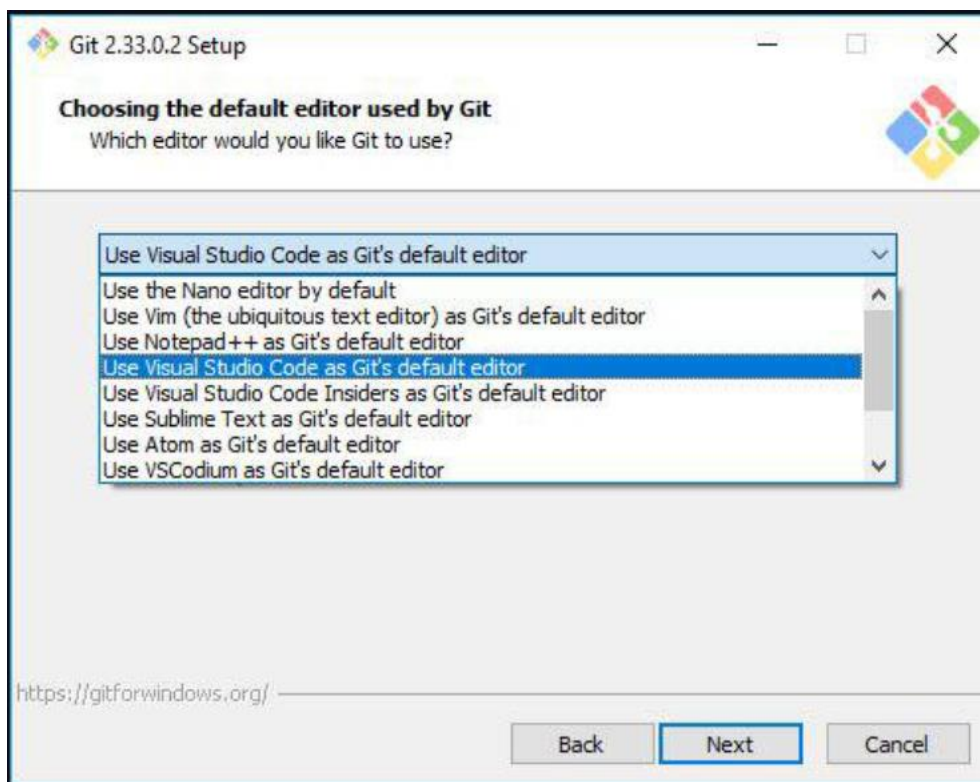 Git 2.33.0.2 Setup
Choosing the default editor used by Git
Which editor would you like Git to use?
Use Visual Studio Code as Git's default editor
Use the Nano editor by default
Use Vim (the ubiquitous text editor) as Git's default editor
Use Notepad++ as Git's default editor
Use Visual Studio Code as Git's default editor
Use Visual Studio Code Insiders as Git's default editor
Use Sublime Text as Git's default editor
Use Atom as Git's default editor
Use VSCodium as Git's default editor
https://gitforwindows.org/
Back Next Cancel